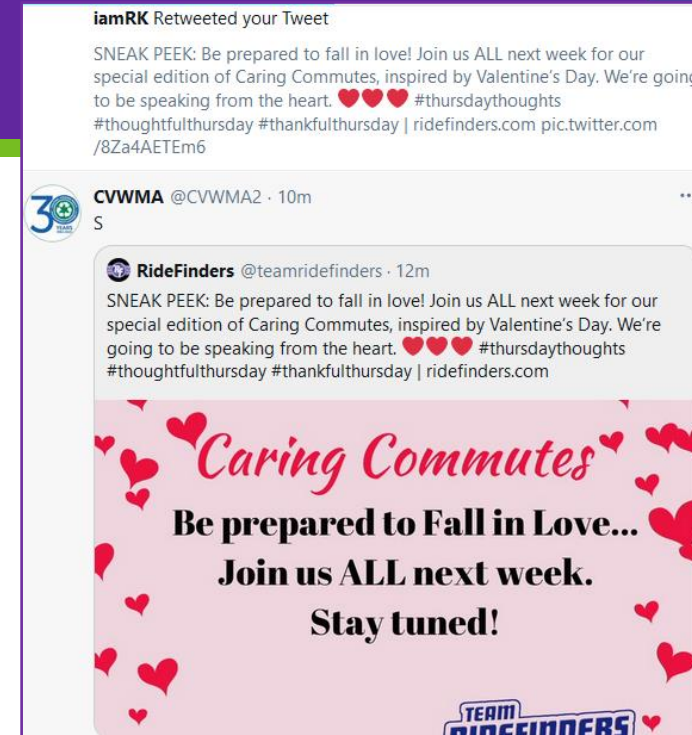 iamRK Retweeted your Tweet
SNEAK PEEK: Be prepared to fall in love! Join us ALL next week for our
special edition of Caring Commutes, inspired by Valentine's Day. We're going
to be speaking from the heart. ❤❤❤ #thursdaythoughts
#thoughtfulthursday #thankfulthursday | ridefinders.com pic.twitter.com
/8Za4AETEm6
30
YEARS
CVWMA @CVWMA2 · 10m
S
RideFinders @teamridefinders · 12m
SNEAK PEEK: Be prepared to fall in love! Join us ALL next week for our
special edition of Caring Commutes, inspired by Valentine's Day. We're
going to be speaking from the heart. ❤❤❤ #thursdaythoughts
#thoughtfulthursday #thankfulthursday | ridefinders.com
Caring Commutes
Be prepared to Fall in Love...
Join us ALL next week.
Stay tuned!
TEAM
RIDEFINDERS